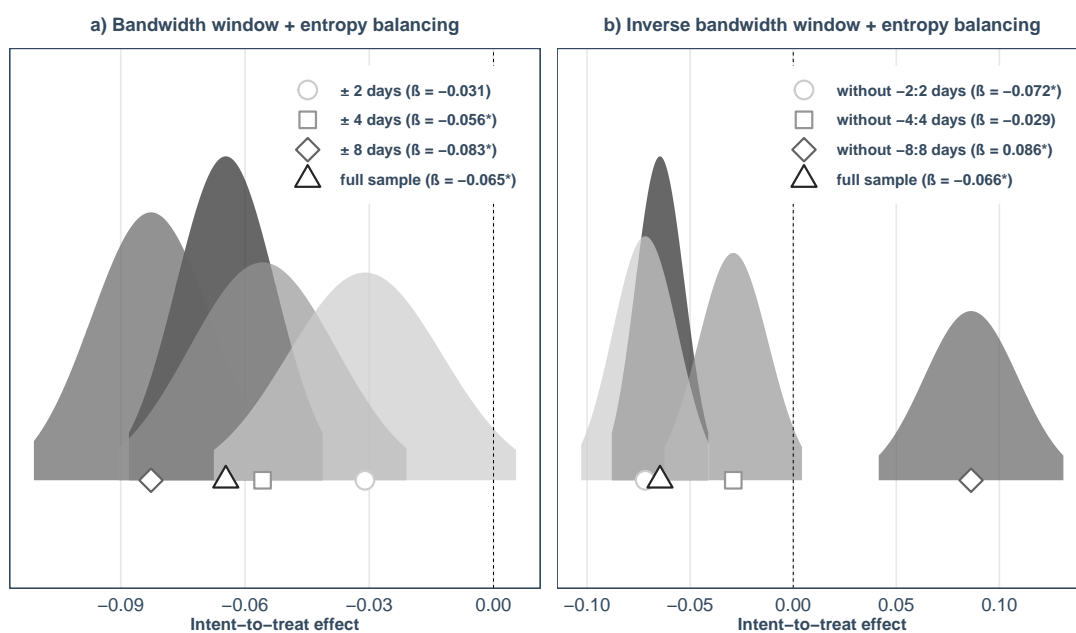 a) Bandwidth window + entropy balancing
± 2 days (ß = −0.031)
± 4 days (ß = −0.056*)
± 8 days (ß = −0.083*)
full sample (ß = −0.065*)
−0.09 −0.06 −0.03 0.00
Intent−to−treat effect
b) Inverse bandwidth window + entropy balancing
without −2:2 days (ß = −0.072*)
without −4:4 days (ß = −0.029)
without −8:8 days (ß = 0.086*)
full sample (ß = −0.066*)
−0.10 −0.05 0.00 0.05 0.10
Intent−to−treat effect